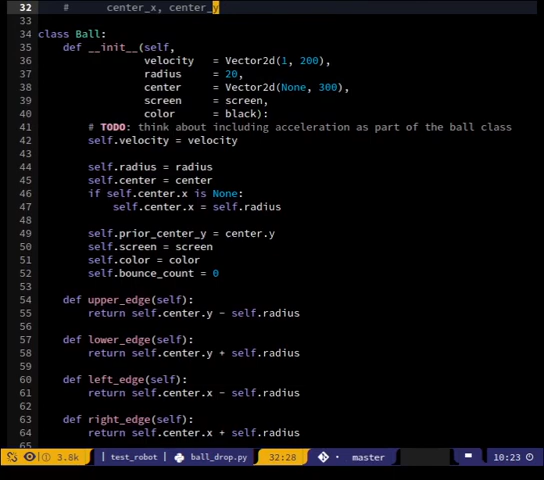 32 #      center_x, center_y
33
34 class Ball:
35     def __init__(self,
36                  velocity   = Vector2d(1, 200),
37                  radius     = 20,
38                  center     = Vector2d(None, 300),
39                  screen     = screen,
40                  color      = black):
41         # TODO: think about including acceleration as part of the ball class
42         self.velocity = velocity
43
44         self.radius = radius
45         self.center = center
46         if self.center.x is None:
47             self.center.x = self.radius
48
49         self.prior_center_y = center.y
50         self.screen = screen
51         self.color = color
52         self.bounce_count = 0
53
54     def upper_edge(self):
55         return self.center.y - self.radius
56
57     def lower_edge(self):
58         return self.center.y + self.radius
59
60     def left_edge(self):
61         return self.center.x - self.radius
62
63     def right_edge(self):
64         return self.center.x + self.radius
65
3.8k | test_robot ball_drop.py 32:28 master 10:23